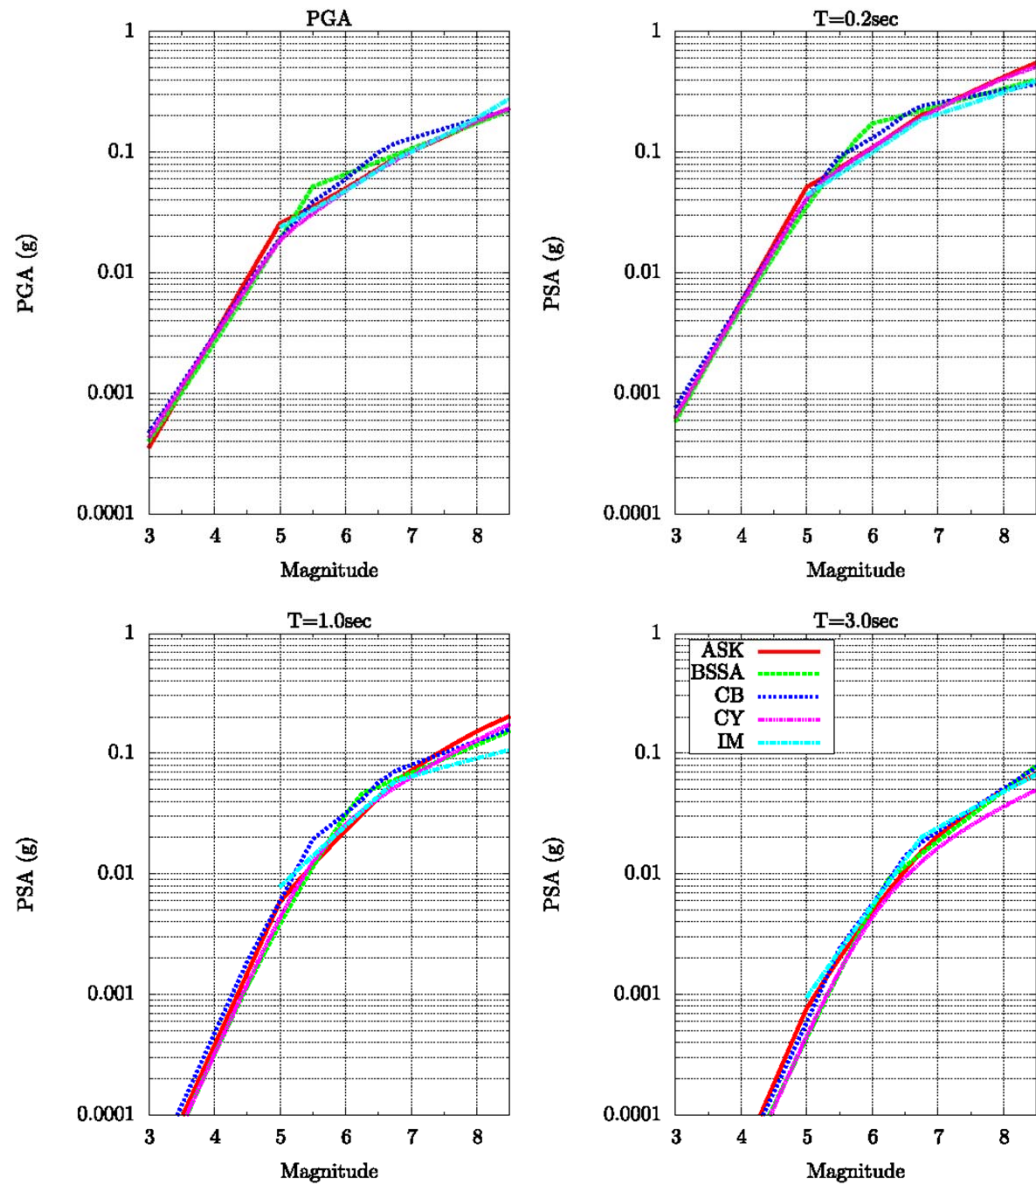 PGA
1
0.1
0.01
0.001
0.0001
PGA (g)
3 4 5 6 7 8
Magnitude
T=0.2sec
1
0.1
0.01
0.001
0.0001
PSA (g)
3 4 5 6 7 8
Magnitude
T=1.0sec
1
0.1
0.01
0.001
0.0001
PSA (g)
3 4 5 6 7 8
Magnitude
T=3.0sec
1
0.1
0.01
0.001
0.0001
PSA (g)
ASK
BSSA
CB
CY
IM
3 4 5 6 7 8
Magnitude